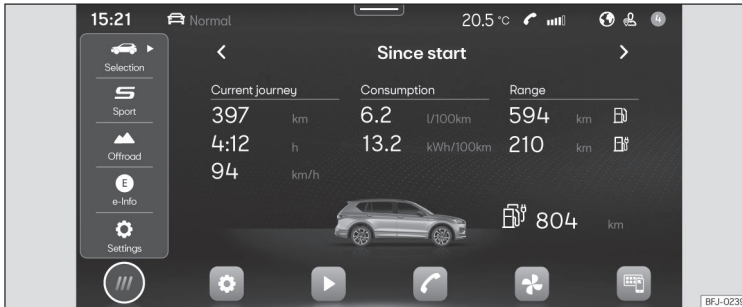 15:21 Normal 20.5 °C 4
Since start
Selection
Sport
Offroad
E
e-Info
Settings
Current journey Consumption Range
397 km 6.2 l/100km 594 km
4:12 h 13.2 kWh/100km 210 km
94 km/h
804 km
BFJ-0239